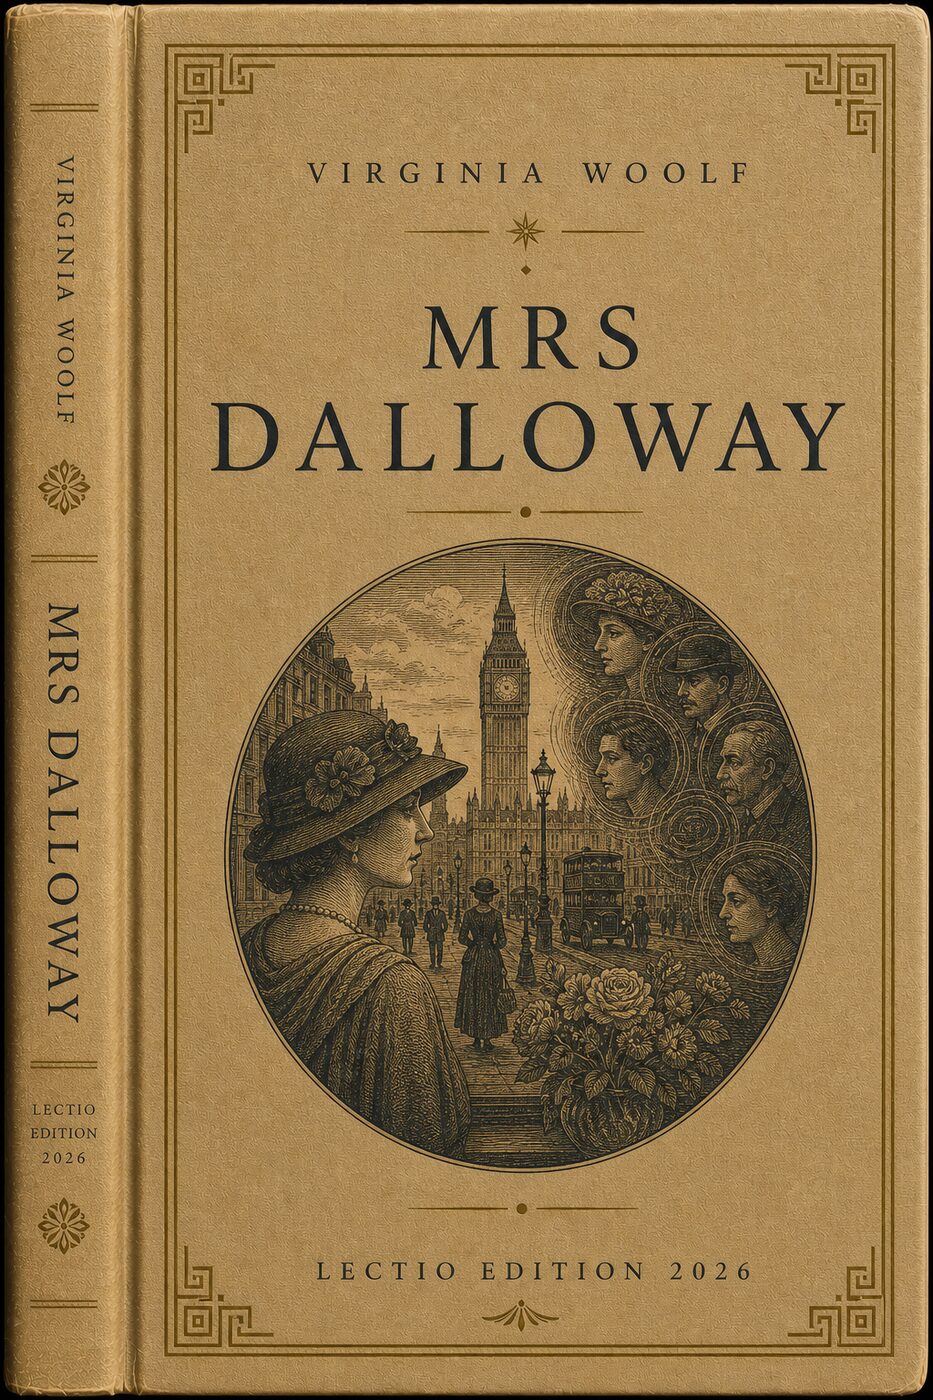 VIRGINIA WOOLF
MRS DALLOWAY
LECTIO
EDITION
2026
VIRGINIA WOOLF
MRS
DALLOWAY
LECTIO EDITION 2026